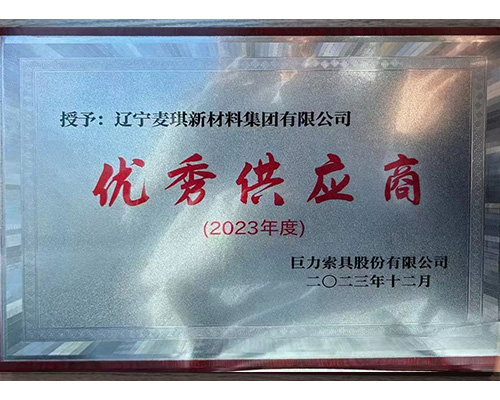 授予：辽宁麦琪新材料集团有限公司
优秀供应商
(2023年度)
巨力索具股份有限公司
二〇二三年十二月